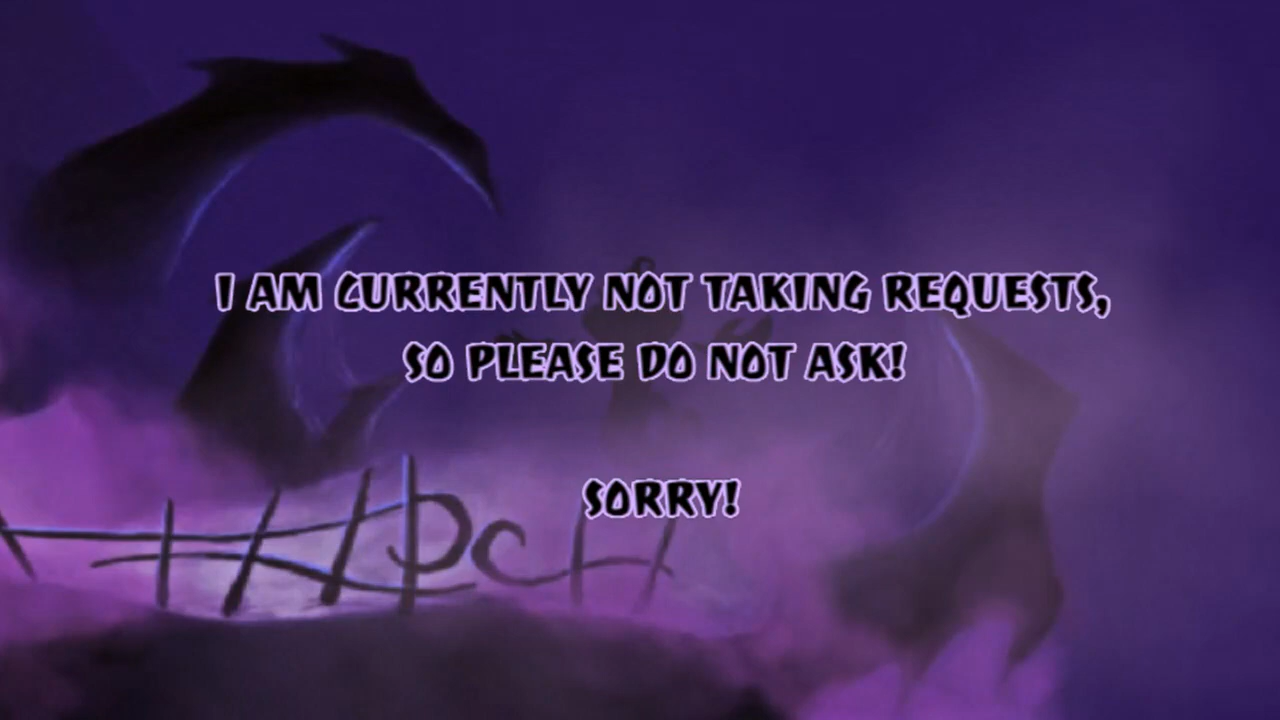 I AM CURRENTLY NOT TAKING REQUESTS,
SO PLEASE DO NOT ASK!
SORRY!